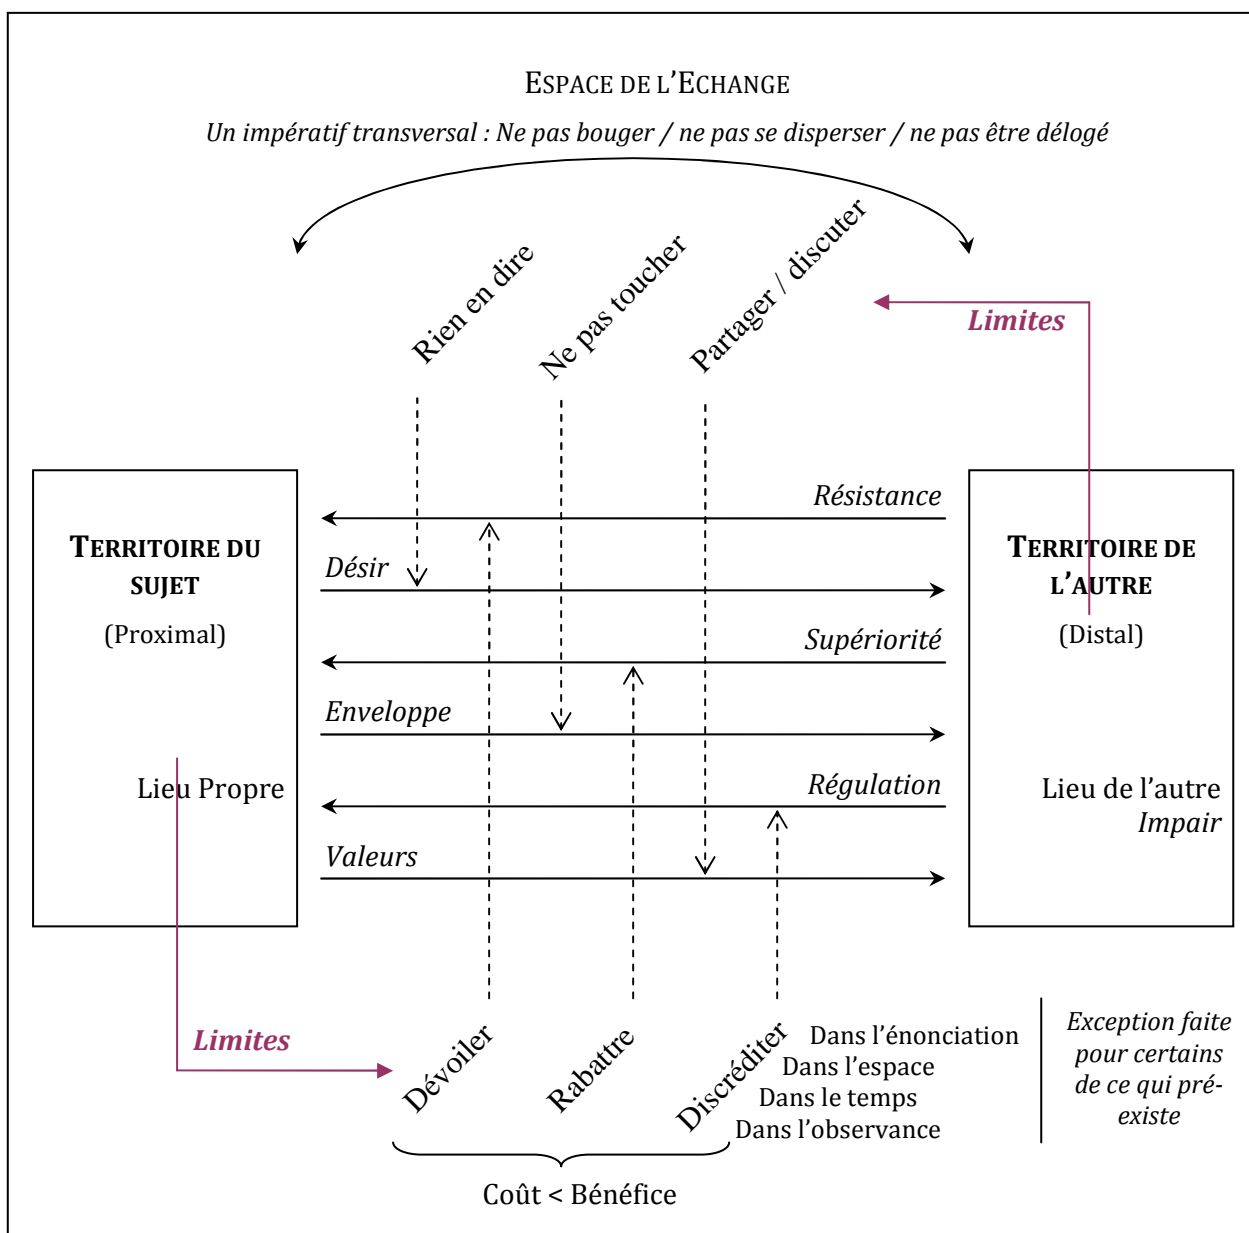 ESPACE DE L’ECHANGE
Un impératif transversal : Ne pas bouger / ne pas se disperser / ne pas être délogé
Rien en dire
Ne pas toucher
Partager / discuter
Limites
Résistance
TERRITOIRE DU
SUJET
(Proximal)
Désir
TERRITOIRE DE
L’AUTRE
(Distal)
Supériorité
Enveloppe
Lieu Propre
Régulation
Lieu de l’autre
Impair
Valeurs
Limites
Dévoiler
Rabattre
Discréditer
Dans l’énonciation
Dans l’espace
Dans le temps
Dans l’observance
Exception faite
pour certains
de ce qui pré-
existe
Coût < Bénéfice